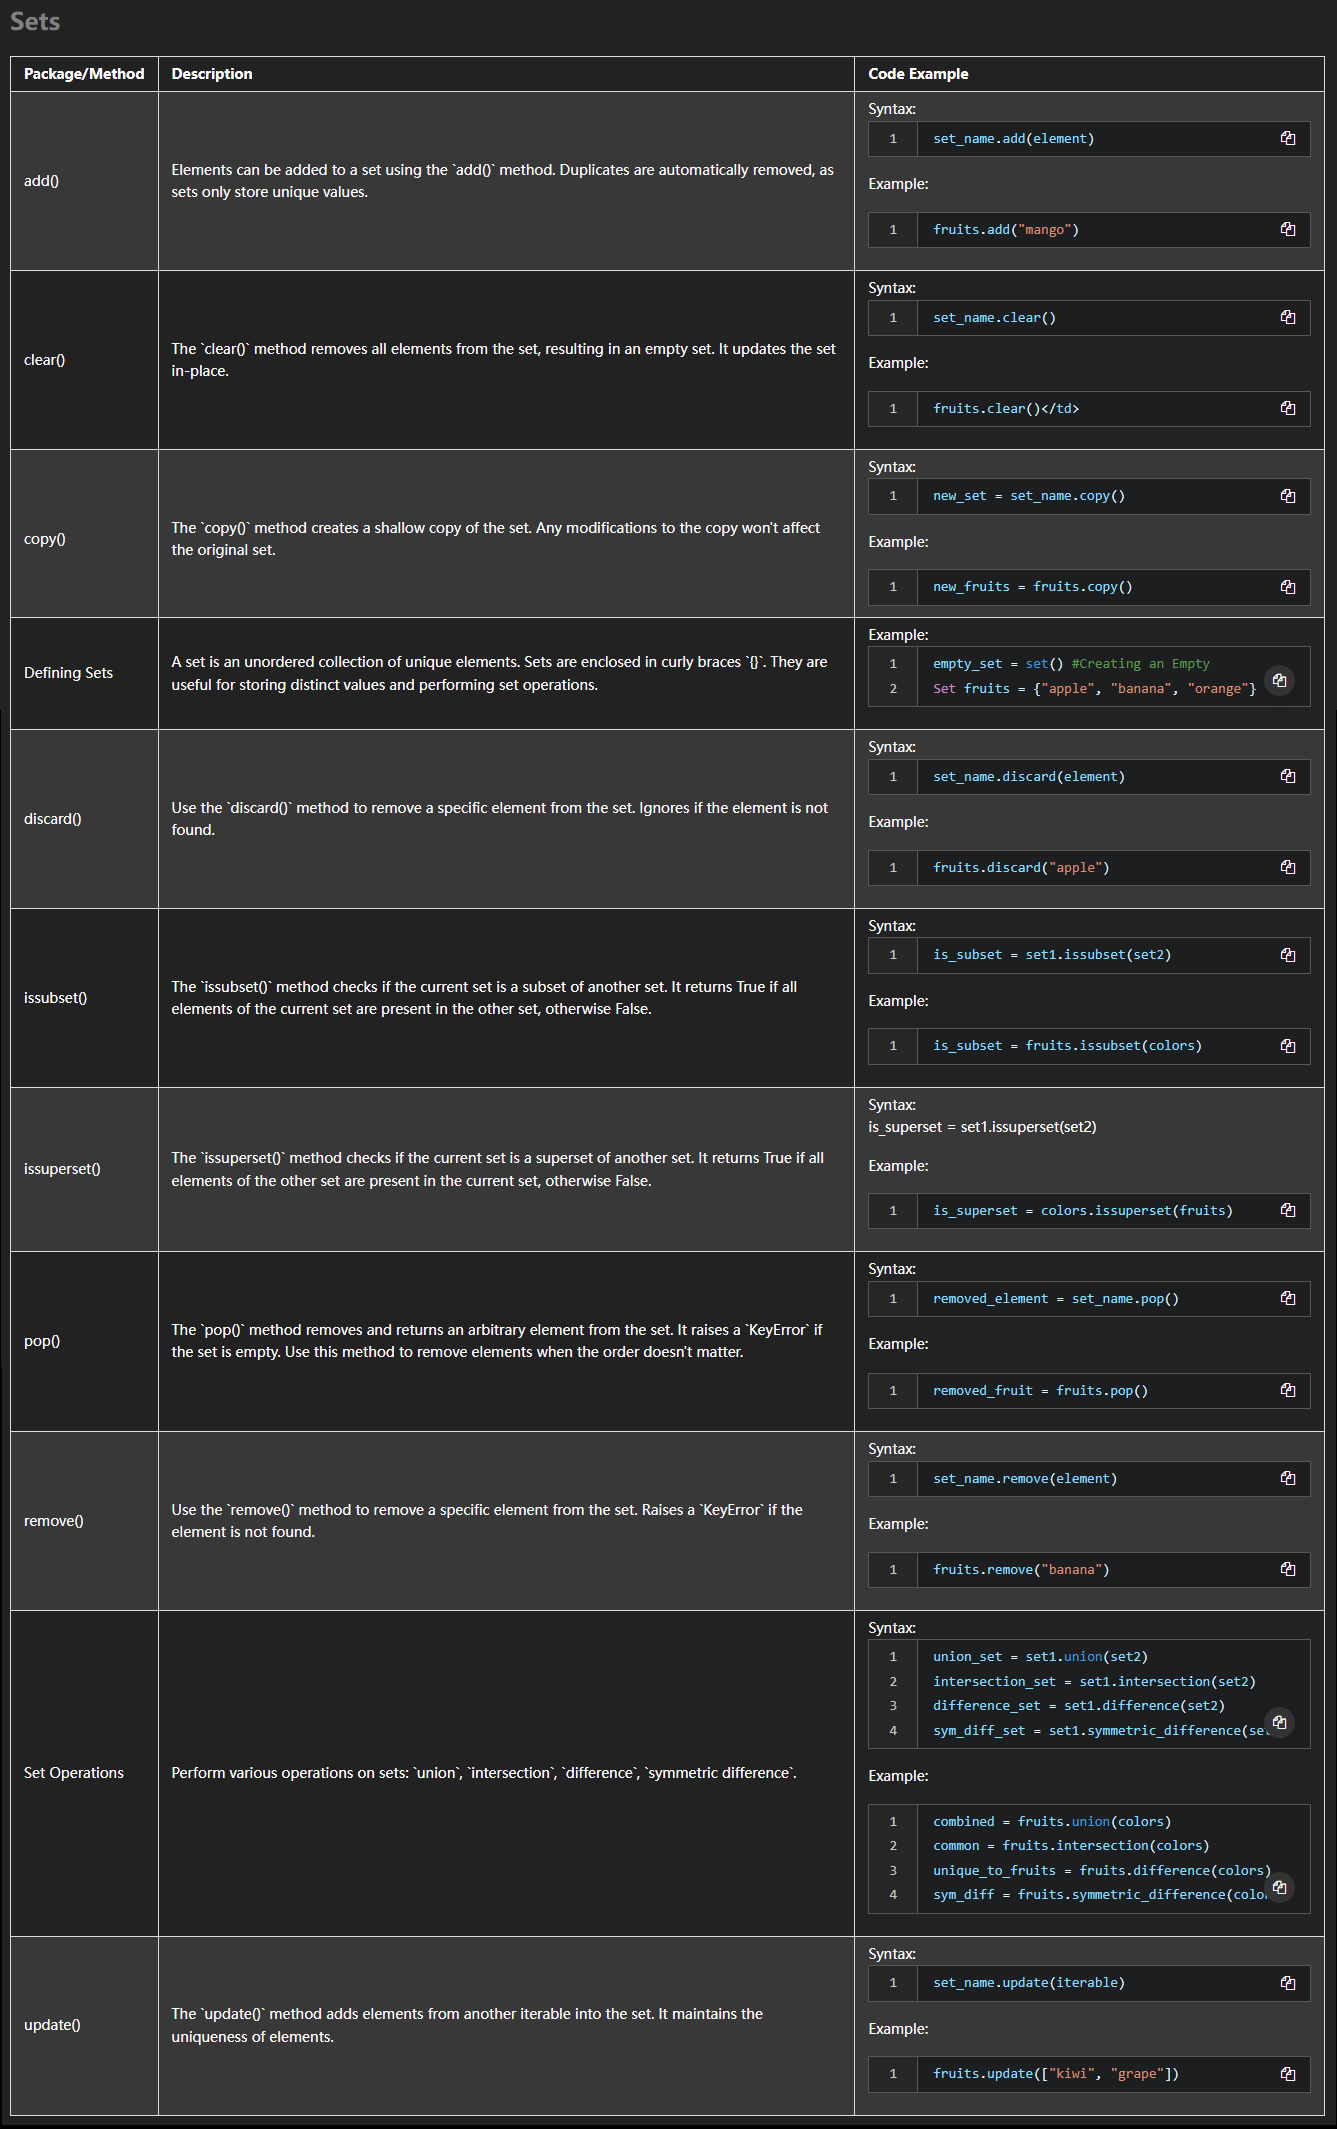 Sets
Package/Method
Description
Code Example
add()
Elements can be added to a set using the `add()` method. Duplicates are automatically removed, as
sets only store unique values.
Syntax:
1 set_name.add(element)
Example:
1 fruits.add("mango")
clear()
The `clear()` method removes all elements from the set, resulting in an empty set. It updates the set
in-place.
Syntax:
1 set_name.clear()
Example:
1 fruits.clear()</td>
copy()
The `copy()` method creates a shallow copy of the set. Any modifications to the copy won't affect
the original set.
Syntax:
1 new_set = set_name.copy()
Example:
1 new_fruits = fruits.copy()
Defining Sets
A set is an unordered collection of unique elements. Sets are enclosed in curly braces `{}`. They are
useful for storing distinct values and performing set operations.
Example:
1 empty_set = set() #Creating an Empty
2 Set fruits = {"apple", "banana", "orange"}
discard()
Use the `discard()` method to remove a specific element from the set. Ignores if the element is not
found.
Syntax:
1 set_name.discard(element)
Example:
1 fruits.discard("apple")
issubset()
The `issubset()` method checks if the current set is a subset of another set. It returns True if all
elements of the current set are present in the other set, otherwise False.
Syntax:
1 is_subset = set1.issubset(set2)
Example:
1 is_subset = fruits.issubset(colors)
issuperset()
The `issuperset()` method checks if the current set is a superset of another set. It returns True if all
elements of the other set are present in the current set, otherwise False.
Syntax:
is_superset = set1.issuperset(set2)
Example:
1 is_superset = colors.issuperset(fruits)
pop()
The `pop()` method removes and returns an arbitrary element from the set. It raises a `KeyError` if
the set is empty. Use this method to remove elements when the order doesn't matter.
Syntax:
1 removed_element = set_name.pop()
Example:
1 removed_fruit = fruits.pop()
remove()
Use the `remove()` method to remove a specific element from the set. Raises a `KeyError` if the
element is not found.
Syntax:
1 set_name.remove(element)
Example:
1 fruits.remove("banana")
Set Operations
Perform various operations on sets: `union`, `intersection`, `difference`, `symmetric difference`.
Syntax:
1 union_set = set1.union(set2)
2 intersection_set = set1.intersection(set2)
3 difference_set = set1.difference(set2)
4 sym_diff_set = set1.symmetric_difference(set
Example:
1 combined = fruits.union(colors)
2 common = fruits.intersection(colors)
3 unique_to_fruits = fruits.difference(colors)
4 sym_diff = fruits.symmetric_difference(colo
update()
The `update()` method adds elements from another iterable into the set. It maintains the
uniqueness of elements.
Syntax:
1 set_name.update(iterable)
Example:
1 fruits.update(["kiwi", "grape"])